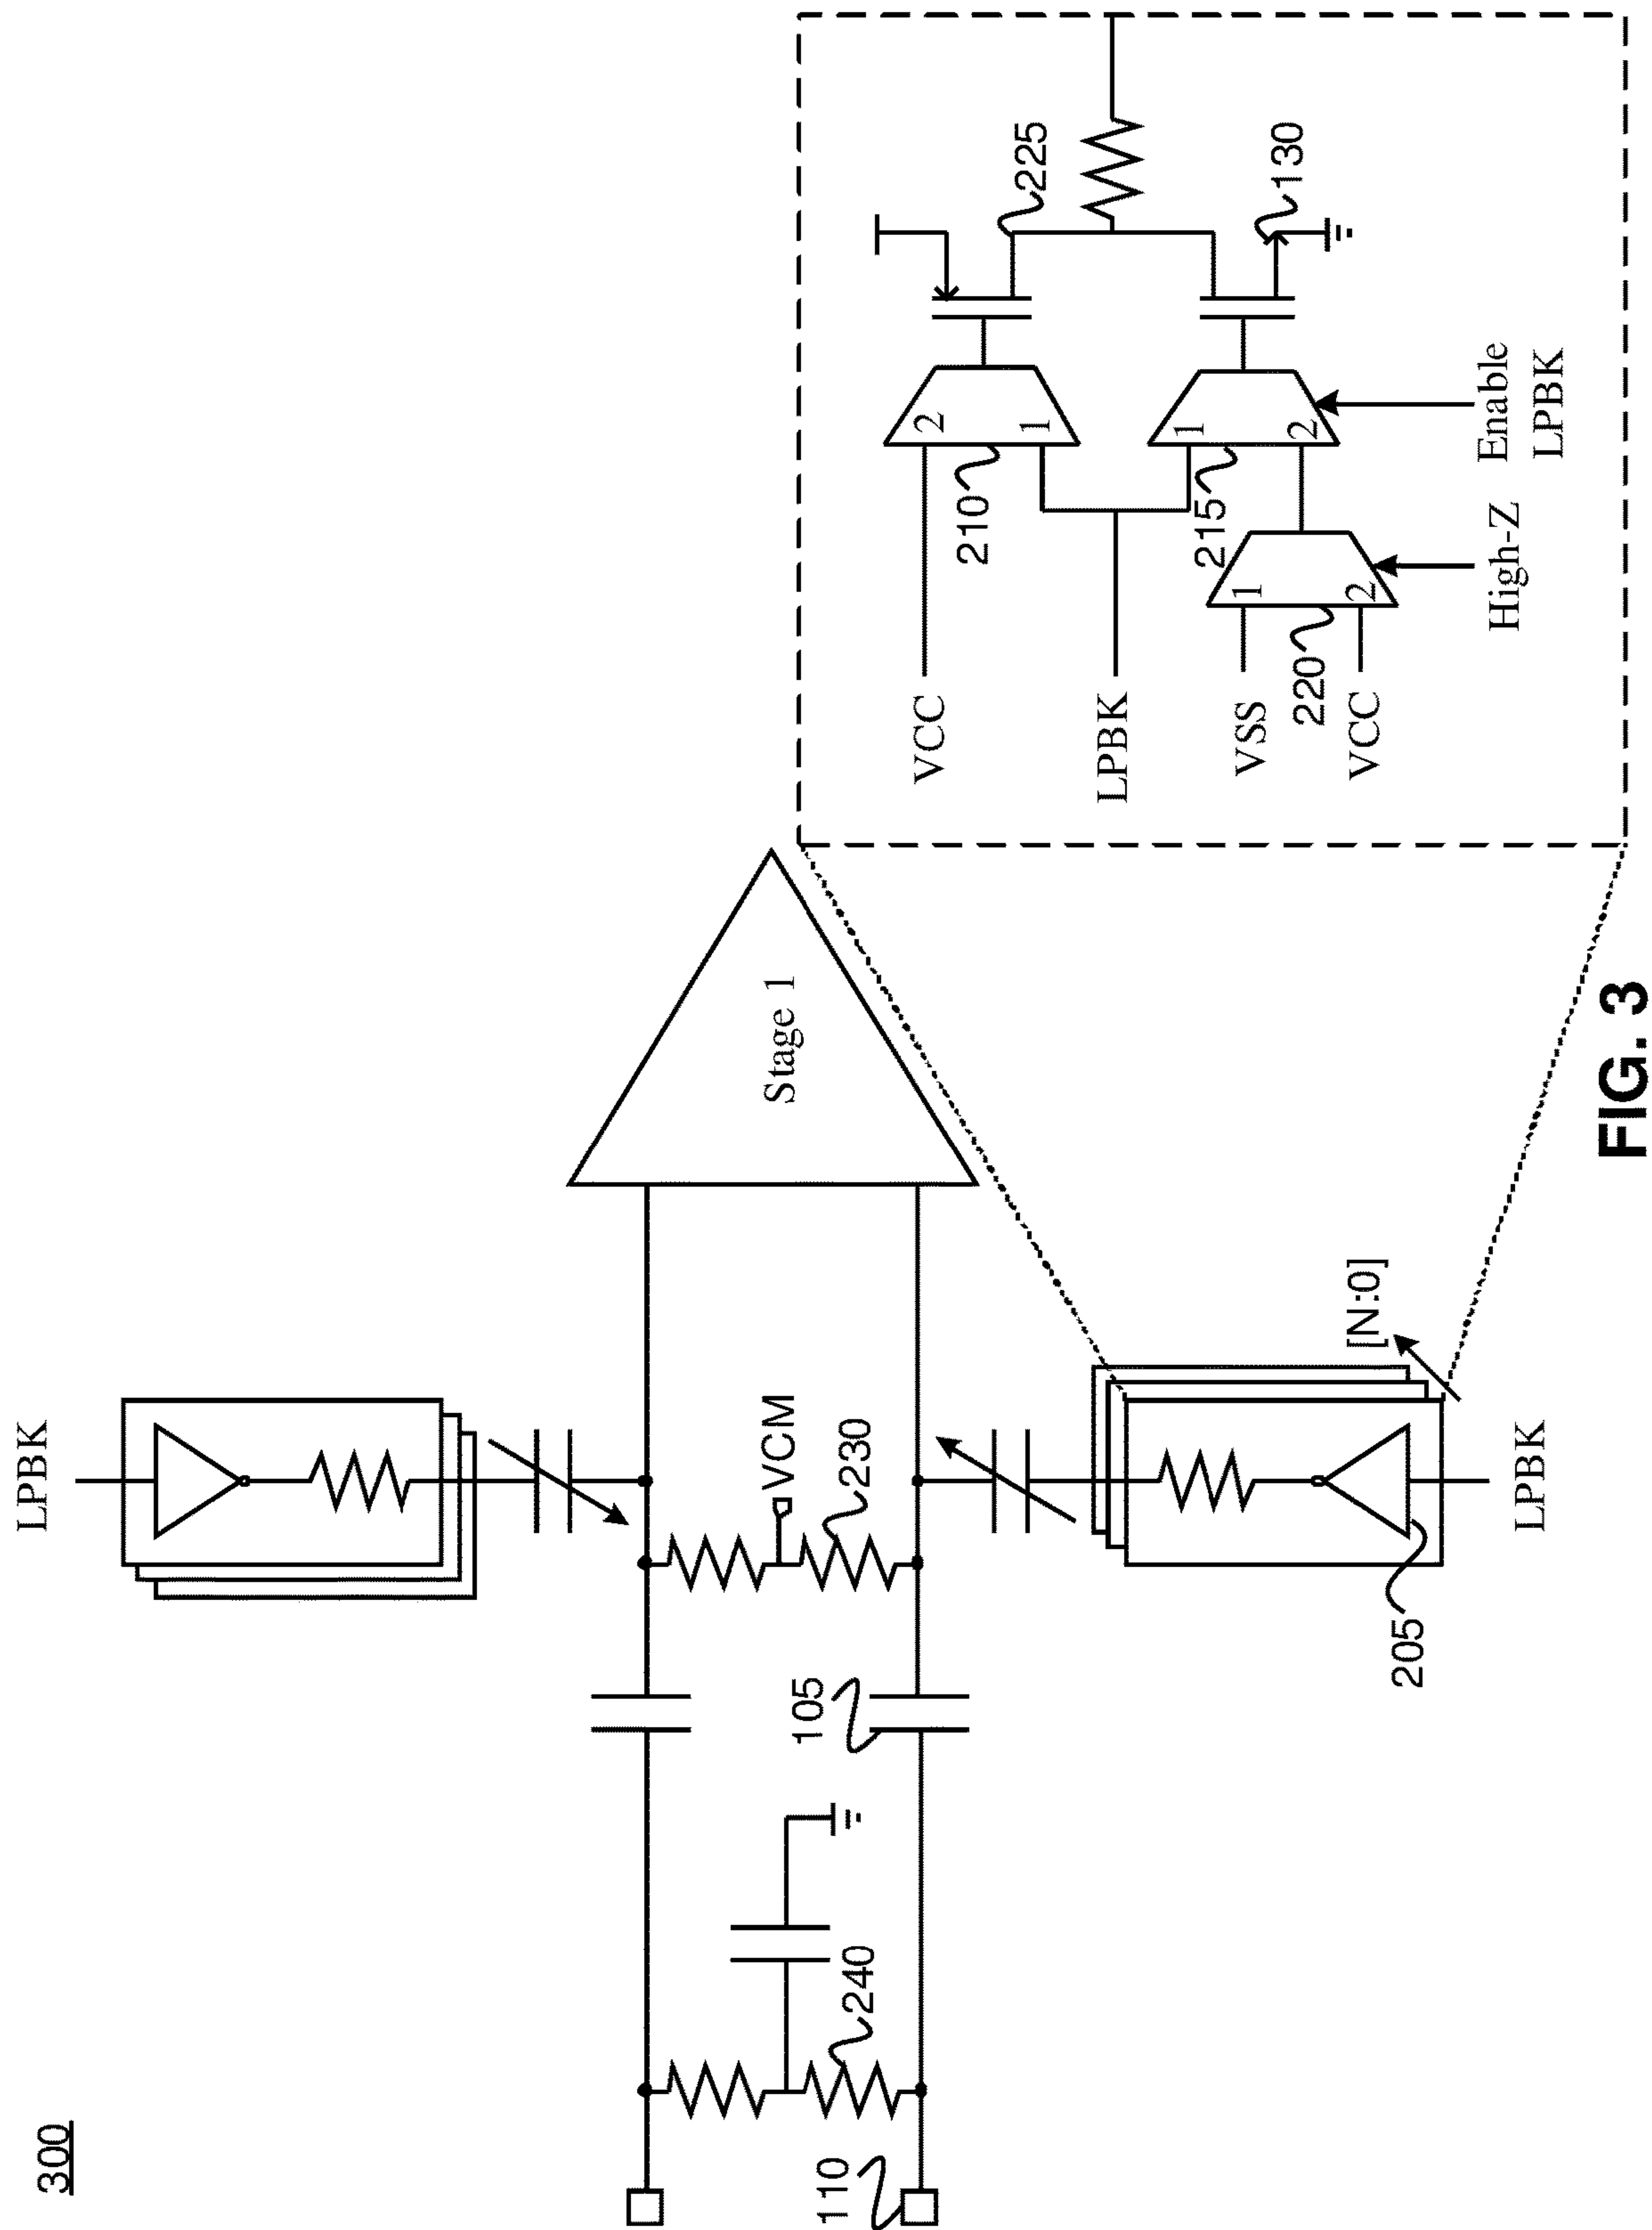 300
LPBK
Stage 1
VCM
230
105
240
110
[N:0]
205
LPBK
225
130
2
1
VCC
210
LPBK
1
2
215
Enable
LPBK
VSS
220
VCC
1
2
High-Z
FIG. 3